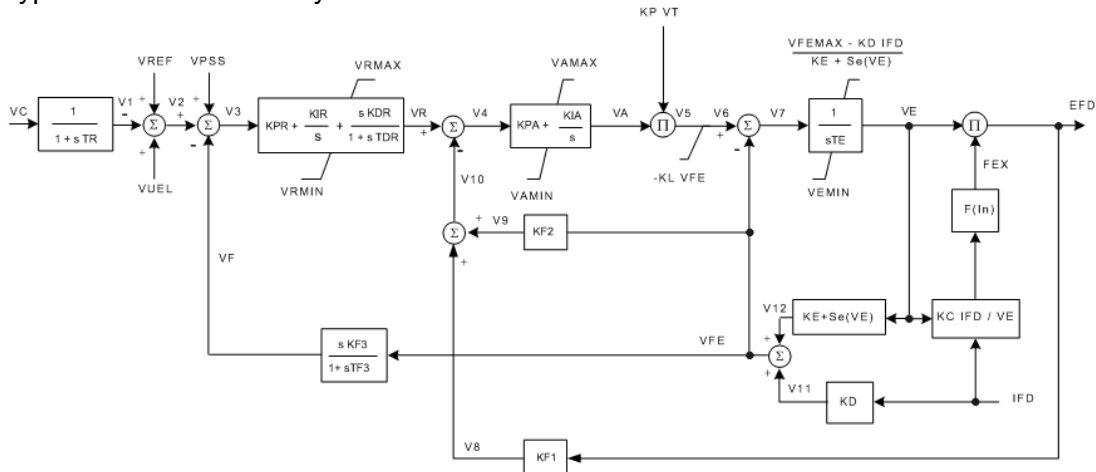 KP VT
VFEMAX - KD IFD
KE + Se(VE)
VREF
VPSS
VRMAX
VAMAX
VC
1
1 + s TR
V1
-
+
Σ
+
V2
+
+
Σ
-
V3
KPR + KIR
s
+ s KDR
1 + s TDR
VR
+
Σ
-
V4
KPA + KIA
s
VA
Π
V5
V6
+
Σ
-
V7
1
sTE
VE
Π
EFD
VUEL
VRMIN
VAMIN
-KL VFE
VEMIN
FEX
V10
F(In)
Σ
+
+
V9
KF2
VF
V12
KE+Se(VE)
KC IFD / VE
s KF3
1+ sTF3
VFE
+
Σ
+
V11
KD
IFD
V8
KF1